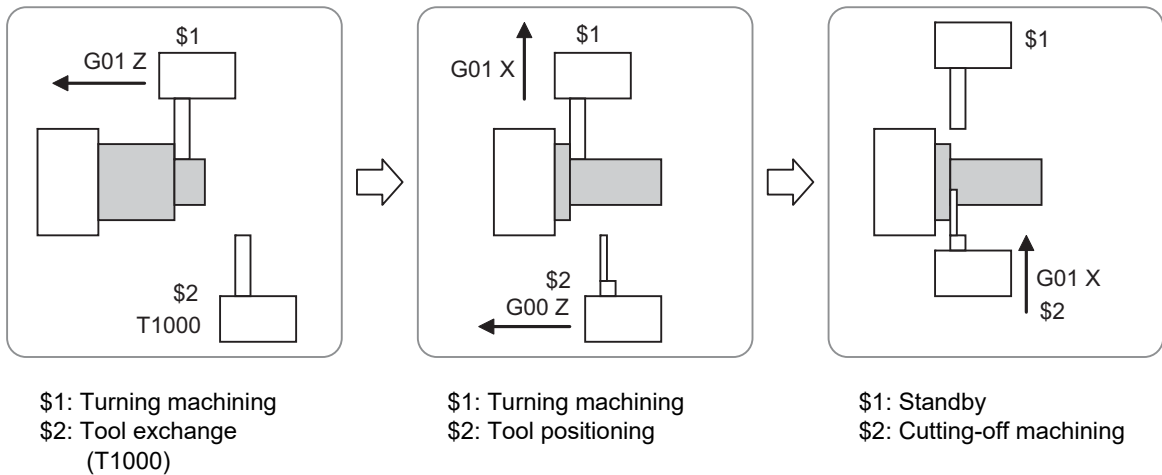 $1
G01 Z
$2
T1000
$1
G01 X
$2
G00 Z
$1
G01 X
$2
$1: Turning machining
$2: Tool exchange
(T1000)
$1: Turning machining
$2: Tool positioning
$1: Standby
$2: Cutting-off machining